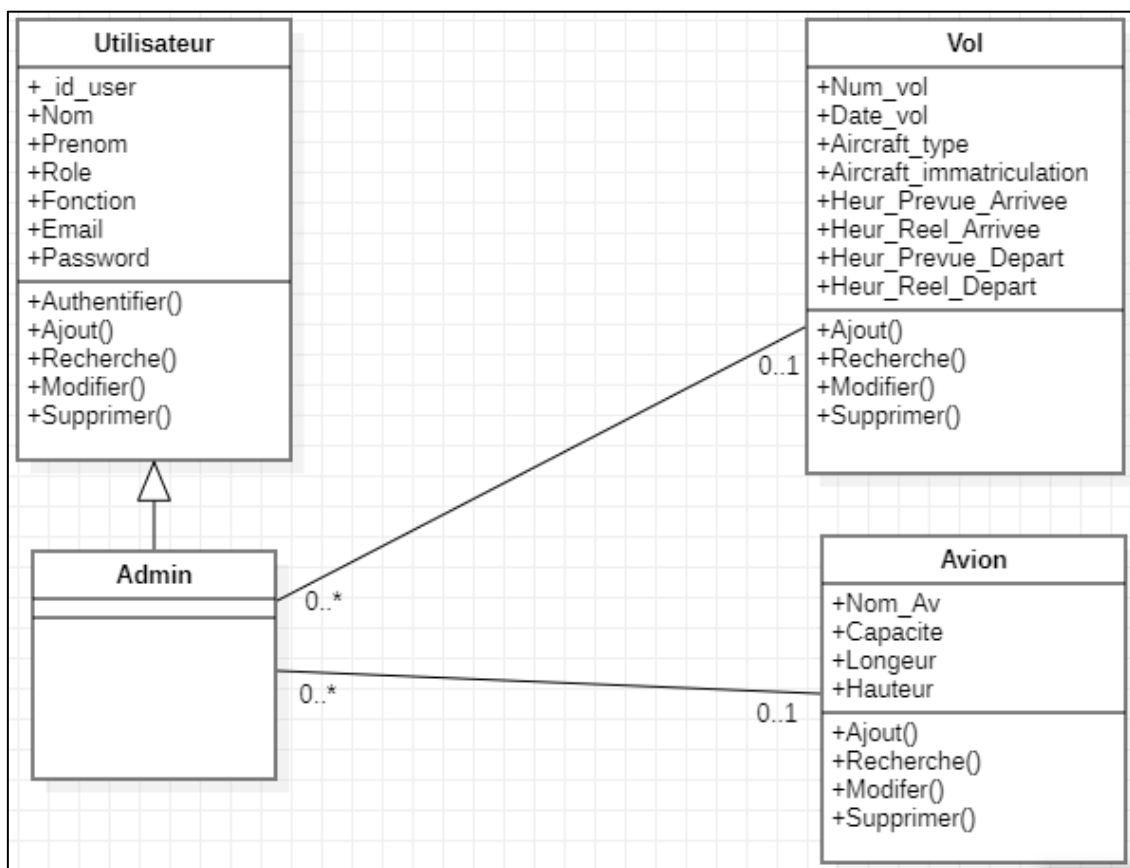 Utilisateur
+_id_user
+Nom
+Prenom
+Role
+Fonction
+Email
+Password
+Authentifier()
+Ajout()
+Recherche()
+Modifier()
+Supprimer()
Vol
+Num_vol
+Date_vol
+Aircraft_type
+Aircraft_immatriculation
+Heur_Prevue_Arrivee
+Heur_Reel_Arrivee
+Heur_Prevue_Depart
+Heur_Reel_Depart
+Ajout()
+Recherche()
+Modifier()
+Supprimer()
0..1
Admin
0..*
0..*
0..1
Avion
+Nom_Av
+Capacite
+Longeur
+Hauteur
+Ajout()
+Recherche()
+Modifer()
+Supprimer()